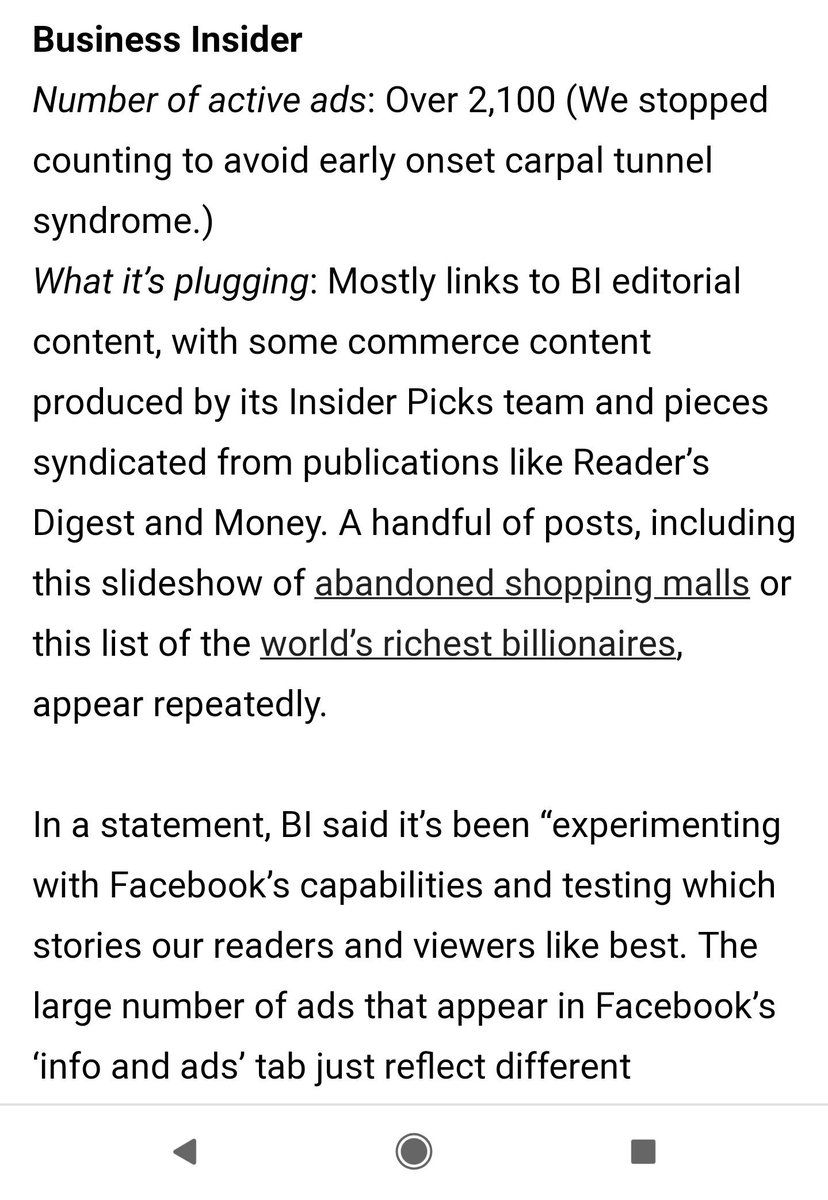 Business Insider
Number of active ads: Over 2,100 (We stopped
counting to avoid early onset carpal tunnel
syndrome.)
What it’s plugging: Mostly links to BI editorial
content, with some commerce content
produced by its Insider Picks team and pieces
syndicated from publications like Reader’s
Digest and Money. A handful of posts, including
this slideshow of abandoned shopping malls or
this list of the world’s richest billionaires,
appear repeatedly.
In a statement, BI said it’s been “experimenting
with Facebook’s capabilities and testing which
stories our readers and viewers like best. The
large number of ads that appear in Facebook’s
‘info and ads’ tab just reflect different